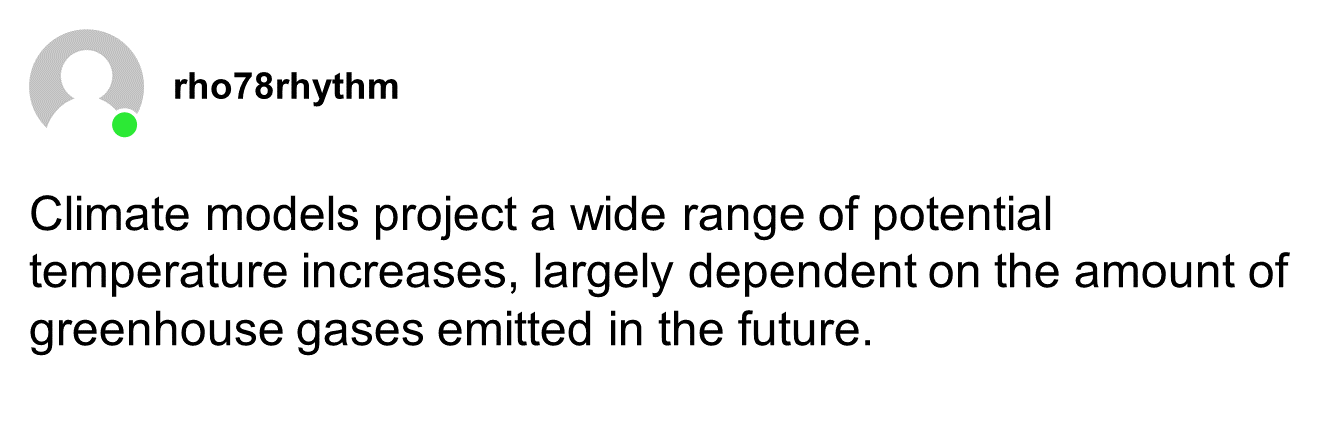 rho78rhythm
Climate models project a wide range of potential
temperature increases, largely dependent on the amount of
greenhouse gases emitted in the future.